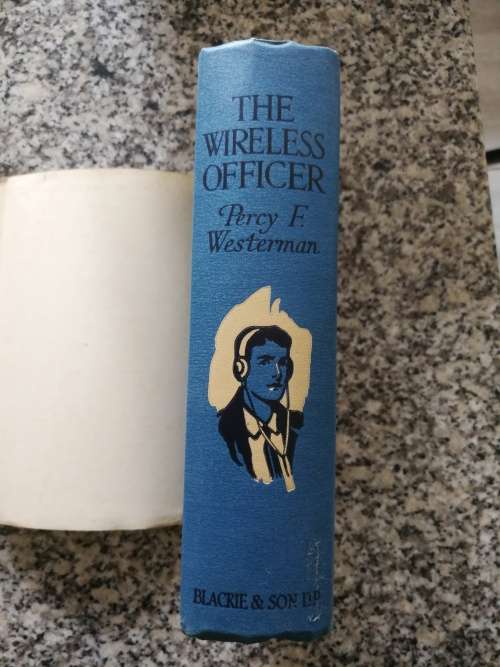 THE
WIRELESS
OFFICER
Percy F.
Westerman
BLACKIE & SON LTD